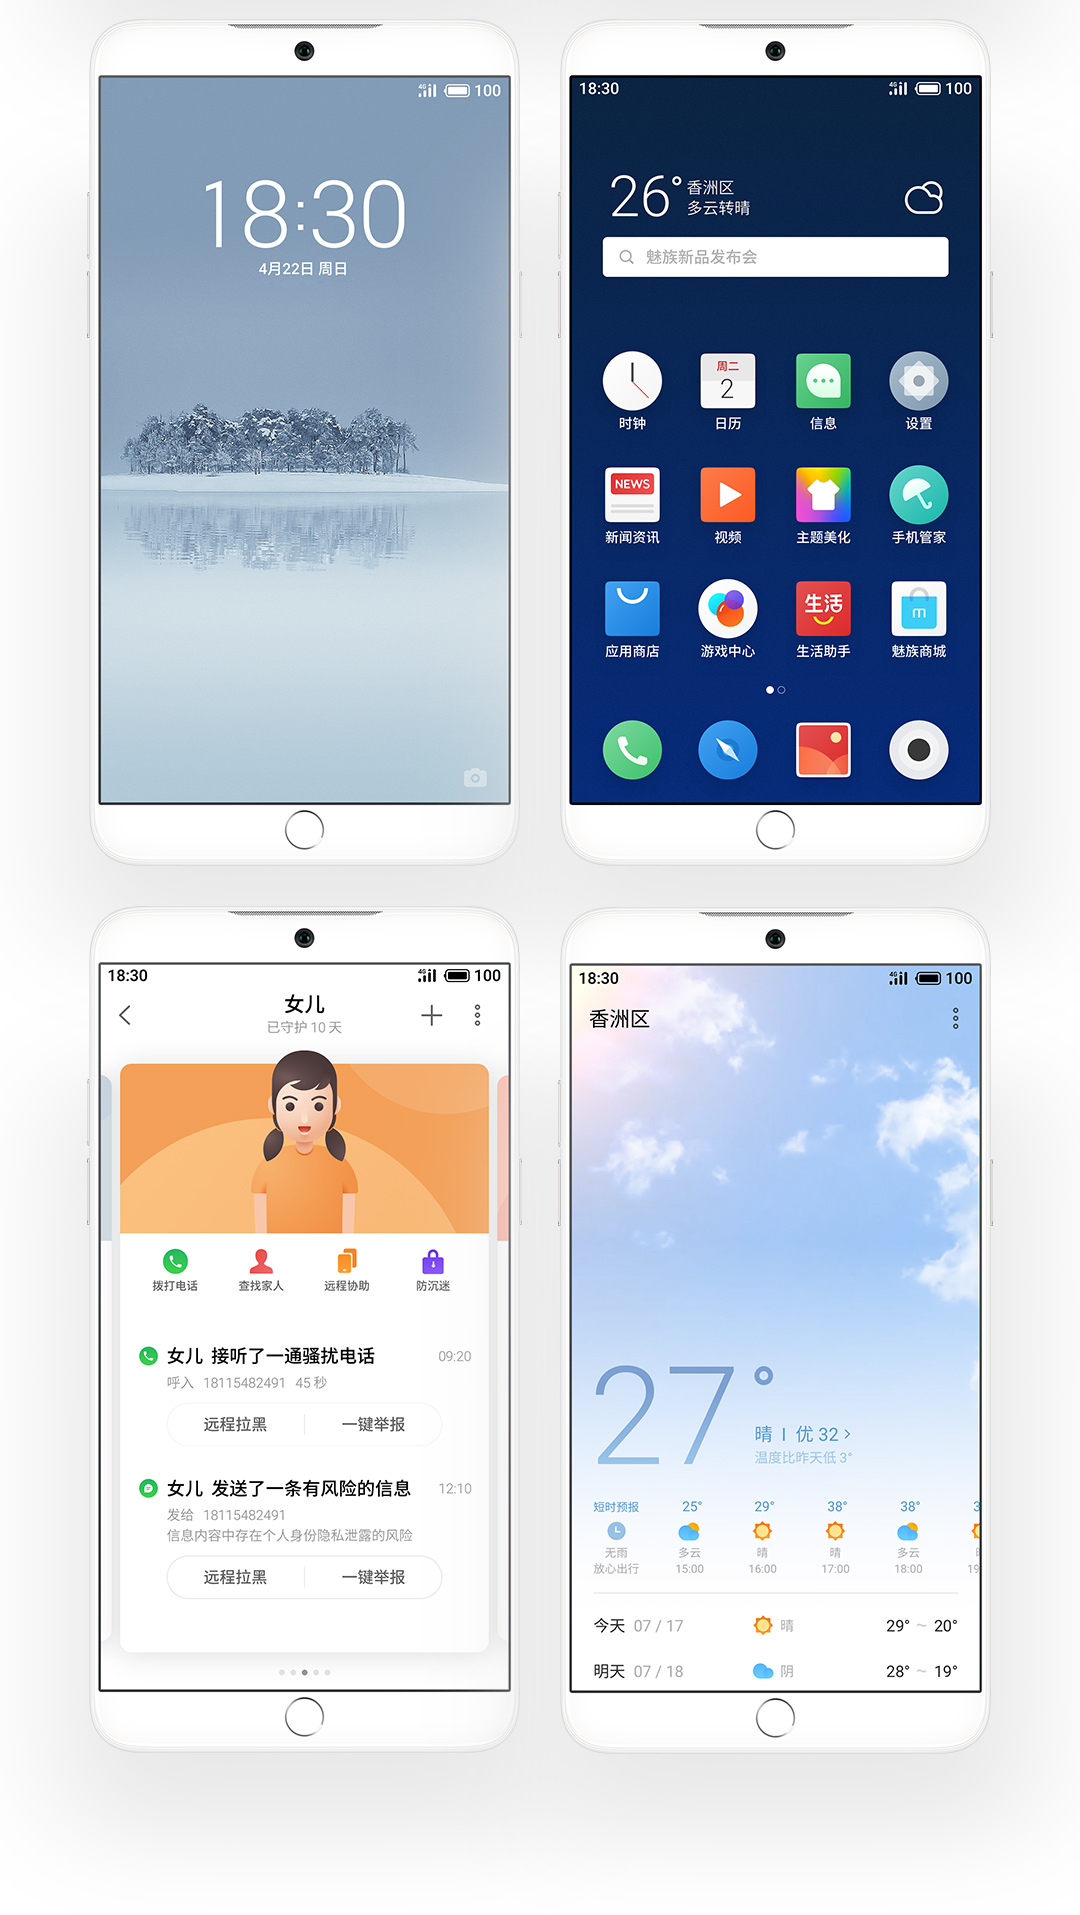 4G 100
18:30
4月22日 周日
18:30 4G 100
26° 香洲区
多云转晴
魅族新品发布会
周二
2
时钟 日历 信息 设置
NEWS
新闻资讯 视频 主题美化 手机管家
生活
m
应用商店 游戏中心 生活助手 魅族商城
18:30 4G 100
女儿
已守护 10 天
拨打电话 查找家人 远程协助 防沉迷
女儿 接听了一通骚扰电话 09:20
呼入 18115482491 45 秒
远程拉黑 一键举报
女儿 发送了一条有风险的信息 12:10
发给 18115482491
信息内容中存在个人身份隐私泄露的风险
远程拉黑 一键举报
18:30 4G 100
香洲区
27°
晴 | 优 32 >
温度比昨天低 3°
短时预报 25° 29° 38° 38° 3
无雨 多云 晴 晴 多云
放心出行 15:00 16:00 17:00 18:00 19
今天 07 / 17 晴 29° ~ 20°
明天 07 / 18 阴 28° ~ 19°